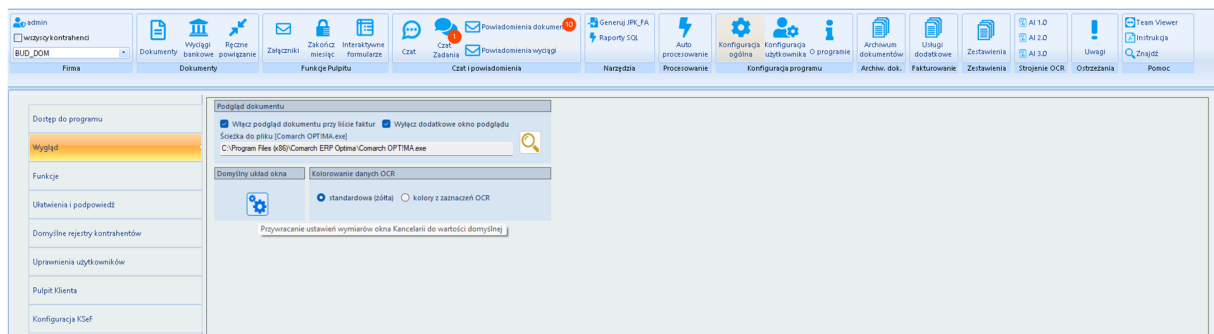 admin
wszyscy kontrahenci
BUD_DOM
Firma
Dokumenty
Wyciągi bankowe
Ręczne powiązanie
Dokumenty
Załączniki
Zakończ miesiąc
Interaktywne formularze
Funkcje Pulpitu
Czat
Czat Zadania
1
Powiadomienia dokument
10
Powiadomienia wyciągi
Czat i powiadomienia
Generuj JPK_FA
Raporty SQL
Narzędzia
Auto procesowanie
Procesowanie
Konfiguracja ogólna
Konfiguracja użytkownika
O programie
Konfiguracja programu
Archiwum dokumentów
Archiw. dok.
Usługi dodatkowe
Fakturowanie
Zestawienia
Zestawienia
AI 1.0
AI 2.0
AI 3.0
Strojenie OCR
Uwagi
Ostrzeżania
Team Viewer
Instrukcja
Znajdź
Pomoc
Dostęp do programu
Wygląd
Funkcje
Ułatwienia i podpowiedź
Domyślne rejestry kontrahentów
Uprawnienia użytkowników
Pulpit Klienta
Konfiguracja KSeF
Podgląd dokumentu
Włącz podgląd dokumentu przy liście faktur
Wyłącz dodatkowe okno podglądu
Ścieżka do pliku [Comarch OPT!MA.exe]
C:\Program Files (x86)\Comarch ERP Optima\Comarch OPT!MA.exe
Domyślny układ okna
Kolorowanie danych OCR
standardowa (żółta)
kolory z zaznaczeń OCR
Przywracanie ustawień wymiarów okna Kancelarii do wartości domyślnej